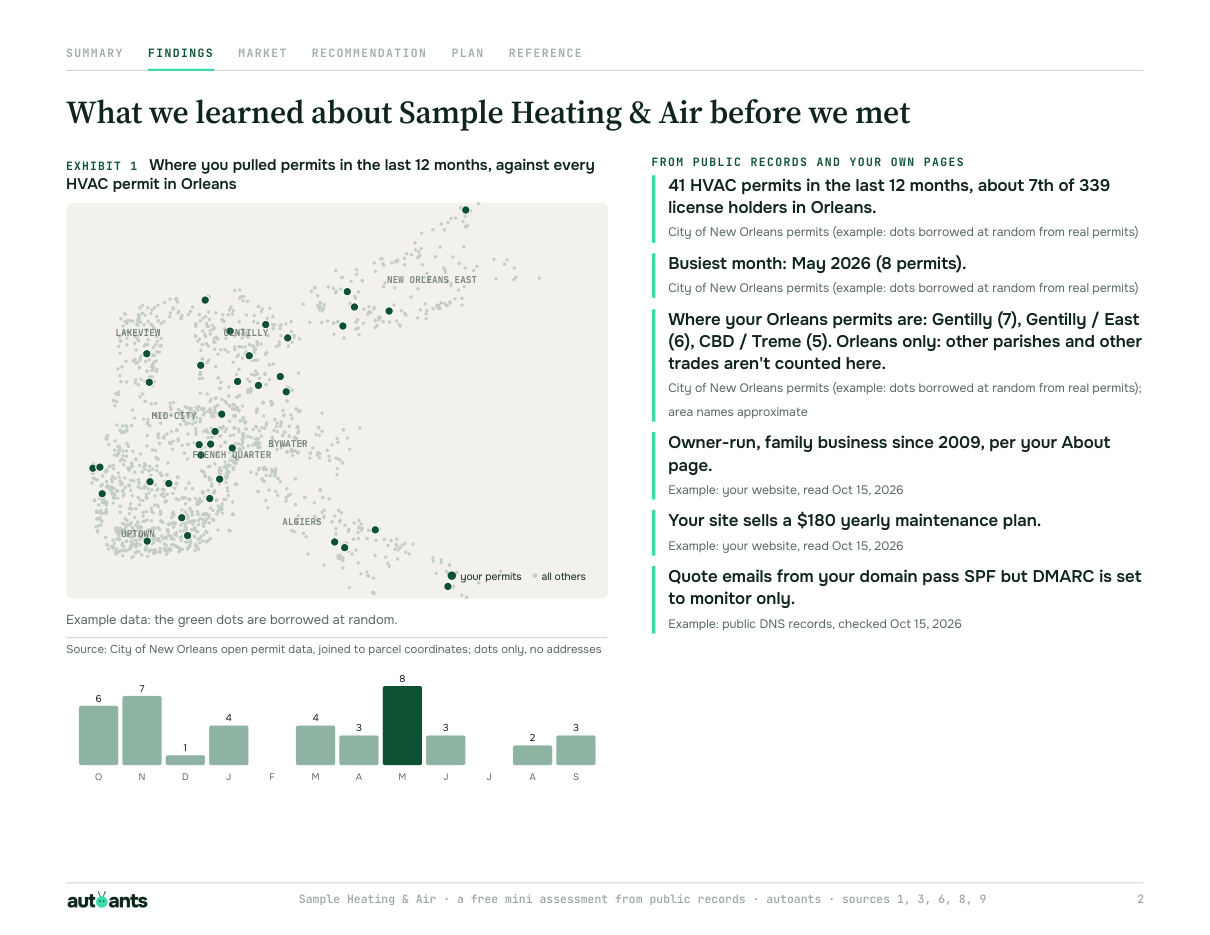 SUMMARY FINDINGS MARKET RECOMMENDATION PLAN REFERENCE
What we learned about Sample Heating & Air before we met
EXHIBIT 1 Where you pulled permits in the last 12 months, against every
HVAC permit in Orleans
NEW ORLEANS EAST
LAKEVIEW
GENTILLY
MID-CITY
BYWATER
FRENCH QUARTER
ALGIERS
UPTOWN
your permits all others
Example data: the green dots are borrowed at random.
Source: City of New Orleans open permit data, joined to parcel coordinates; dots only, no addresses
6 7 1 4 4 3 8 3 2 3
O N D J F M A M J J A S
FROM PUBLIC RECORDS AND YOUR OWN PAGES
41 HVAC permits in the last 12 months, about 7th of 339
license holders in Orleans.
City of New Orleans permits (example: dots borrowed at random from real permits)
Busiest month: May 2026 (8 permits).
City of New Orleans permits (example: dots borrowed at random from real permits)
Where your Orleans permits are: Gentilly (7), Gentilly / East
(6), CBD / Treme (5). Orleans only: other parishes and other
trades aren't counted here.
City of New Orleans permits (example: dots borrowed at random from real permits);
area names approximate
Owner-run, family business since 2009, per your About
page.
Example: your website, read Oct 15, 2026
Your site sells a $180 yearly maintenance plan.
Example: your website, read Oct 15, 2026
Quote emails from your domain pass SPF but DMARC is set
to monitor only.
Example: public DNS records, checked Oct 15, 2026
autoants
Sample Heating & Air · a free mini assessment from public records · autoants · sources 1, 3, 6, 8, 9
2